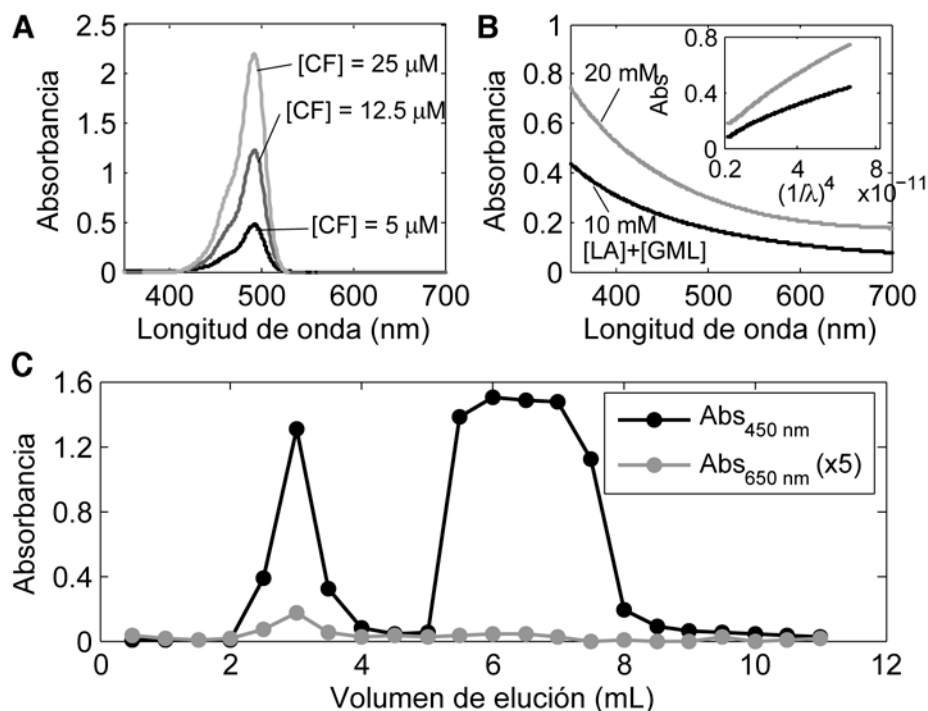 A
2.5
2
1.5
1
0.5
0
Absorbancia
[CF] = 25 μM
[CF] = 12.5 μM
[CF] = 5 μM
400 500 600 700
Longitud de onda (nm)
B
1
0.8
0.6
0.4
0.2
0
Absorbancia
20 mM
10 mM
[LA]+[GML]
400 500 600 700
Longitud de onda (nm)
0.8
0.4
0
Abs
0.2 4 8
(1/λ)⁴ x10⁻¹¹
C
1.6
1.2
0.8
0.4
0
Absorbancia
Abs450 nm
Abs650 nm (x5)
0 2 4 6 8 10 12
Volumen de elución (mL)